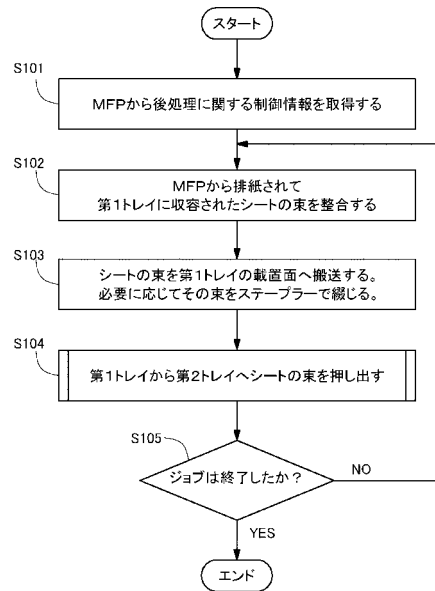 スタート
S101
MFPから後処理に関する制御情報を取得する
S102
MFPから排紙されて
第1トレイに収容されたシートの束を整合する
S103
シートの束を第1トレイの載置面へ搬送する。
必要に応じてその束をステープラーで綴じる。
S104
第1トレイから第2トレイへシートの束を押し出す
S105
ジョブは終了したか?
NO
YES
エンド